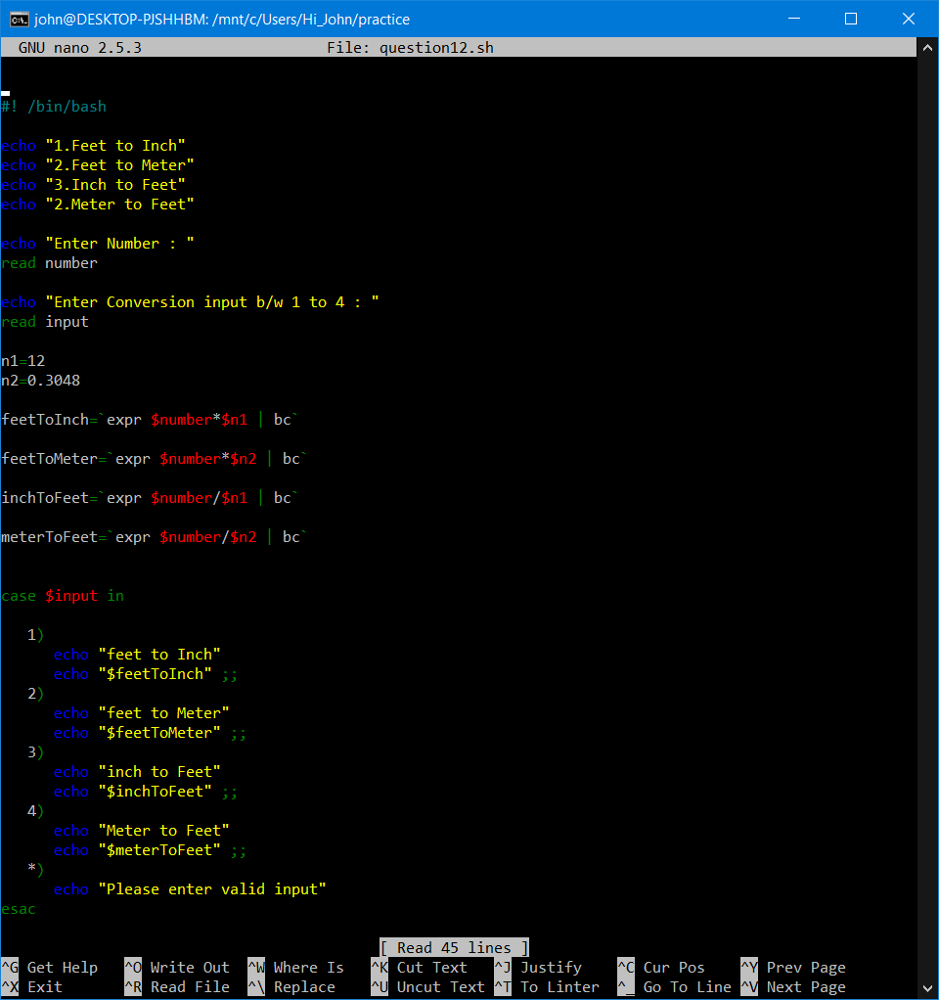 john@DESKTOP-PJSHHBM: /mnt/c/Users/Hi_John/practice
GNU nano 2.5.3 File: question12.sh
#! /bin/bash
echo "1.Feet to Inch"
echo "2.Feet to Meter"
echo "3.Inch to Feet"
echo "2.Meter to Feet"
echo "Enter Number : "
read number
echo "Enter Conversion input b/w 1 to 4 : "
read input
n1=12
n2=0.3048
feetToInch=`expr $number*$n1 | bc`
feetToMeter=`expr $number*$n2 | bc`
inchToFeet=`expr $number/$n1 | bc`
meterToFeet=`expr $number/$n2 | bc`
case $input in
1)
echo "feet to Inch"
echo "$feetToInch" ;;
2)
echo "feet to Meter"
echo "$feetToMeter" ;;
3)
echo "inch to Feet"
echo "$inchToFeet" ;;
4)
echo "Meter to Feet"
echo "$meterToFeet" ;;
*)
echo "Please enter valid input"
esac
[ Read 45 lines ]
^G Get Help ^O Write Out ^W Where Is ^K Cut Text ^J Justify ^C Cur Pos ^Y Prev Page
^X Exit ^R Read File ^\ Replace ^U Uncut Text ^T To Linter ^_ Go To Line ^V Next Page